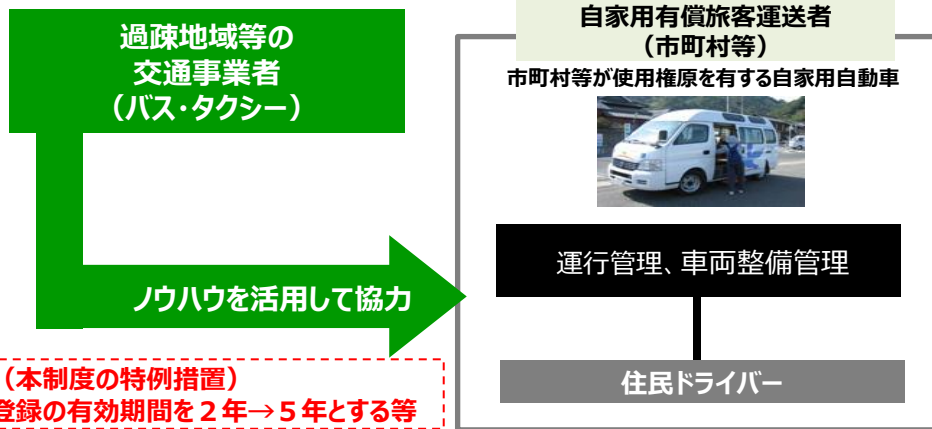 過疎地域等の
交通事業者
（バス・タクシー）
ノウハウを活用して協力
（本制度の特例措置）
登録の有効期間を２年→５年とする等
自家用有償旅客運送者
（市町村等）
市町村等が使用権原を有する自家用自動車
運行管理、車両整備管理
住民ドライバー